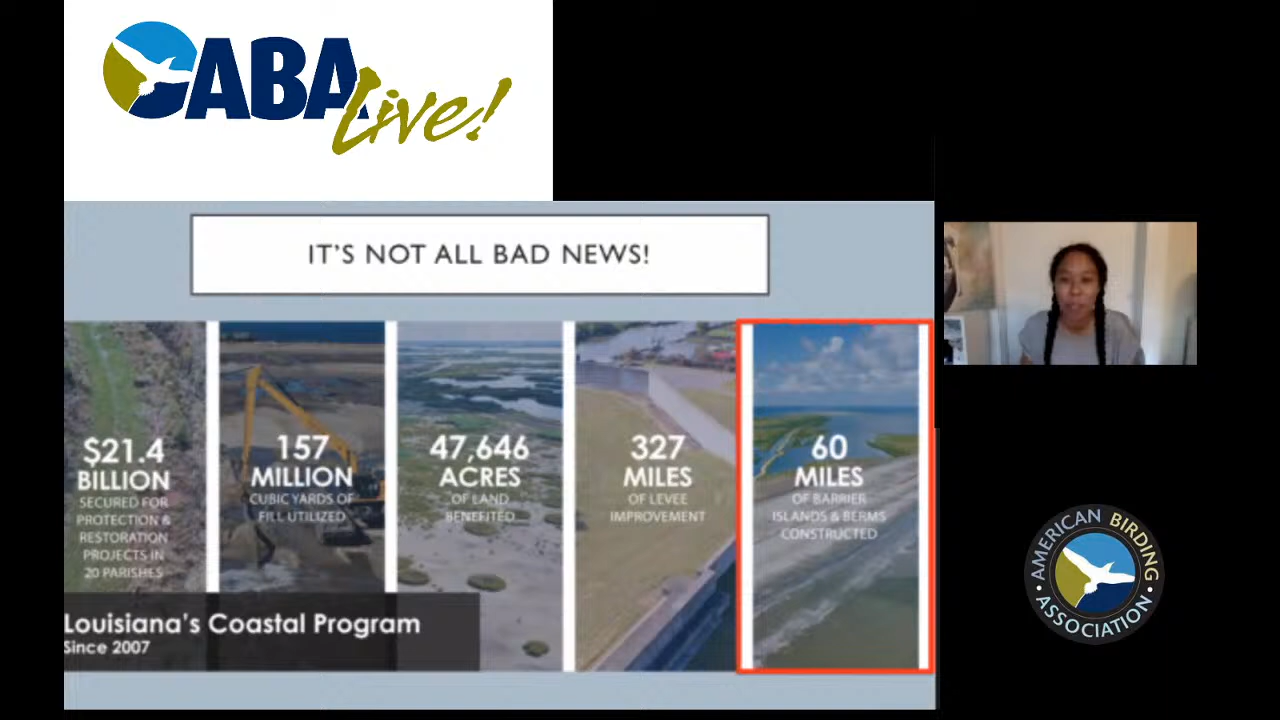 ABA
Live!
IT'S NOT ALL BAD NEWS!
$21.4
BILLION
SECURED FOR
PROTECTION &
RESTORATION
PROJECTS IN
20 PARISHES
157
MILLION
CUBIC YARDS OF
FILL UTILIZED
47,646
ACRES
OF LAND
BENEFITED
327
MILES
OF LEVEE
IMPROVEMENT
60
MILES
OF BARRIER
ISLANDS & BERMS
CONSTRUCTED
Louisiana's Coastal Program
Since 2007
AMERICAN BIRDING
ASSOCIATION